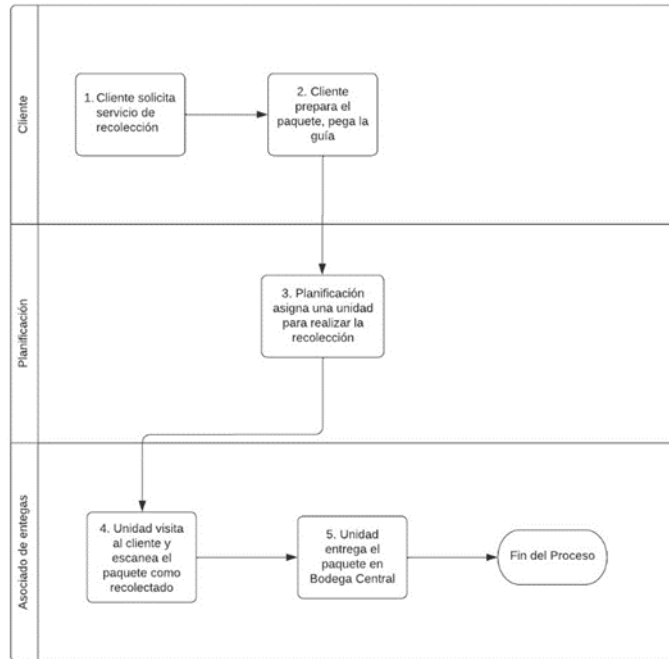 Cliente
1. Cliente solicita
servicio de
recolección
2. Cliente
prepara el
paquete, pega la
guía
Planificación
3. Planificación
asigna una unidad
para realizar la
recolección
Asociado de entegas
4. Unidad visita
al cliente y
escanea el
paquete como
recolectado
5. Unidad
entrega el
paquete en
Bodega Central
Fin del Proceso